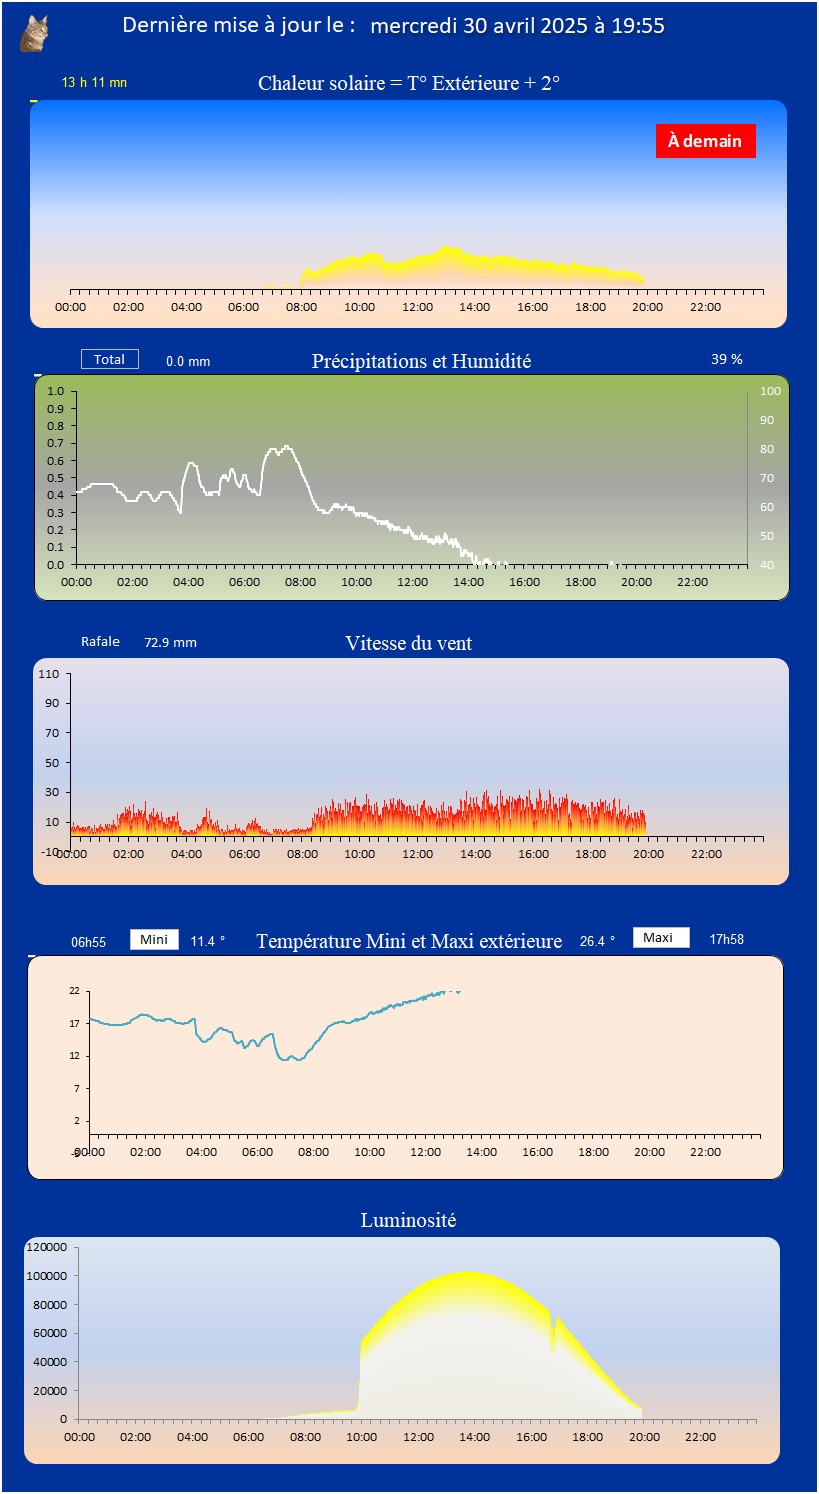 Dernière mise à jour le : mercredi 30 avril 2025 à 19:55
13 h 11 mn Chaleur solaire = T° Extérieure + 2°
À demain
00:00 02:00 04:00 06:00 08:00 10:00 12:00 14:00 16:00 18:00 20:00 22:00
Total 0.0 mm Précipitations et Humidité 39 %
1.0 100
0.9 90
0.8
0.7 80
0.6
0.5 70
0.4
0.3 60
0.2 50
0.1
0.0 40
00:00 02:00 04:00 06:00 08:00 10:00 12:00 14:00 16:00 18:00 20:00 22:00
Rafale 72.9 mm Vitesse du vent
110
90
70
50
30
10
-10
00:00 02:00 04:00 06:00 08:00 10:00 12:00 14:00 16:00 18:00 20:00 22:00
06h55 Mini 11.4 ° Température Mini et Maxi extérieure 26.4 ° Maxi 17h58
22
17
12
7
2
-3
00:00 02:00 04:00 06:00 08:00 10:00 12:00 14:00 16:00 18:00 20:00 22:00
Luminosité
120000
100000
80000
60000
40000
20000
0
00:00 02:00 04:00 06:00 08:00 10:00 12:00 14:00 16:00 18:00 20:00 22:00